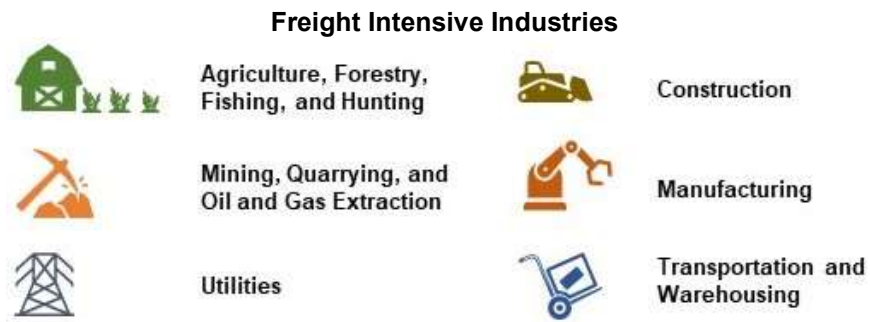 Freight Intensive Industries
Agriculture, Forestry,
Fishing, and Hunting
Construction
Mining, Quarrying, and
Oil and Gas Extraction
Manufacturing
Utilities
Transportation and
Warehousing